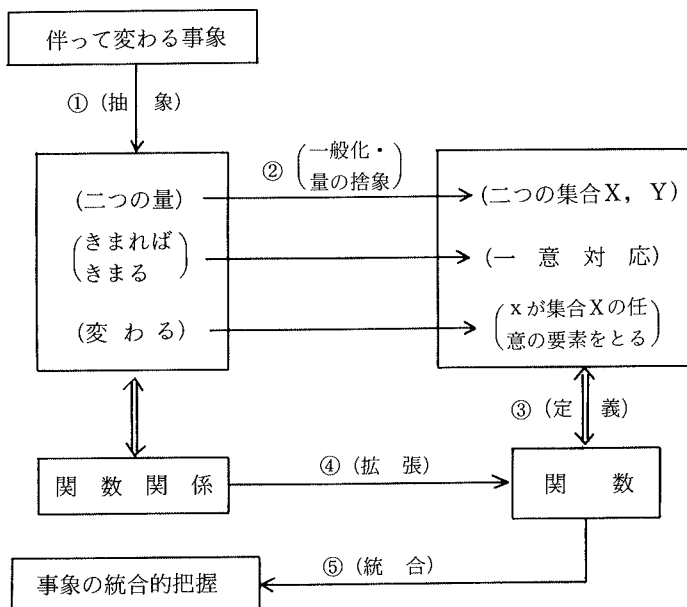 伴って変わる事象
① (抽 象)
② (一般化・
量の捨象)
(二つの量)
(二つの集合X, Y)
(きまれば
きまる)
(一 意 対 応)
(変 わ る)
(xが集合Xの任
意の要素をとる)
③ (定 義)
関 数 関 係
④ (拡 張)
関 数
⑤ (統 合)
事象の統合的把握